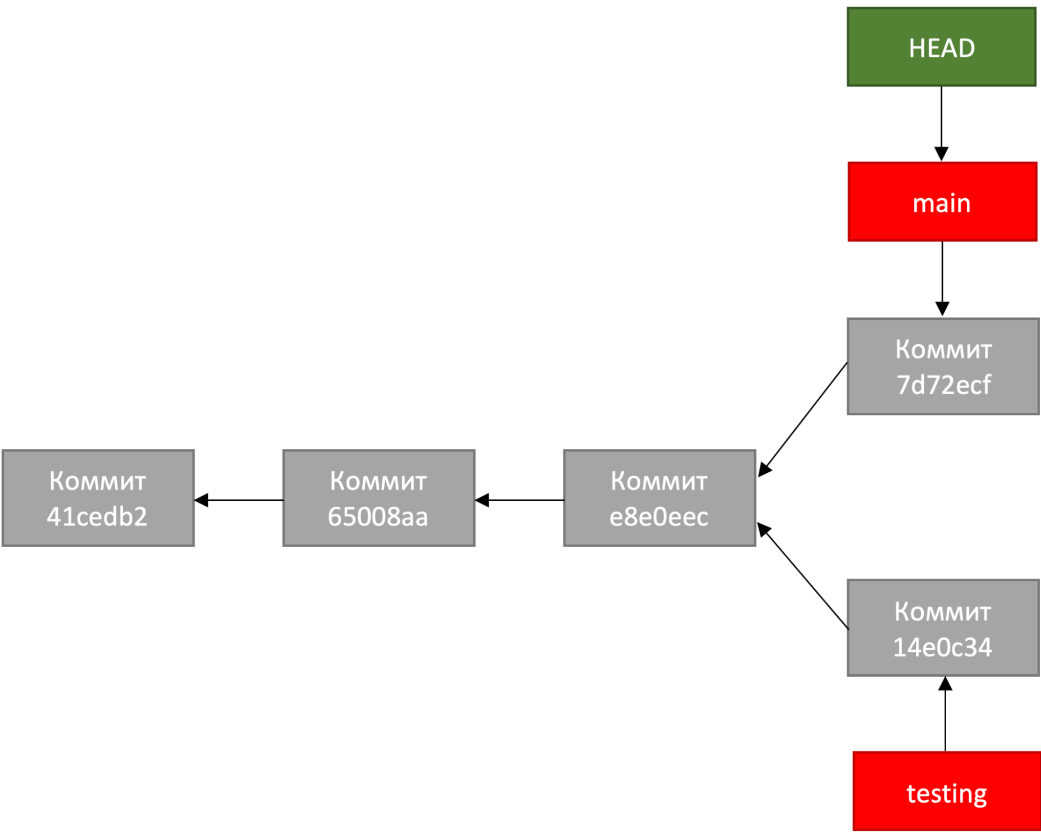 HEAD
main
Коммит
7d72ecf
Коммит
41cedb2
Коммит
65008aa
Коммит
e8e0eec
Коммит
14e0c34
testing